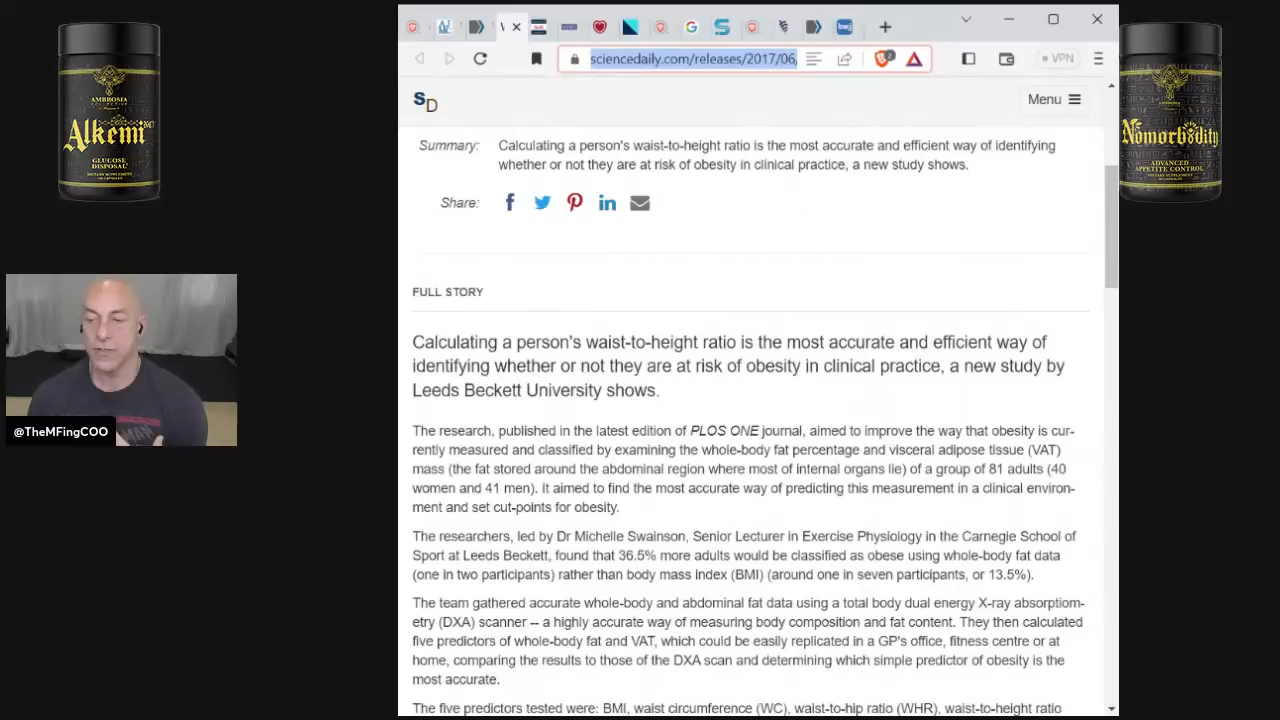 AMBROSIA
COLLECTIVE
Alkemi
GLUCOSE
DISPOSAL
DIETARY SUPPLEMENT
@TheMFingCOO
sciencedaily.com/releases/2017/06/
2
VPN
SD
Menu
Summary: Calculating a person's waist-to-height ratio is the most accurate and efficient way of identifying
whether or not they are at risk of obesity in clinical practice, a new study shows.
Share:
FULL STORY
Calculating a person's waist-to-height ratio is the most accurate and efficient way of
identifying whether or not they are at risk of obesity in clinical practice, a new study by
Leeds Beckett University shows.
The research, published in the latest edition of PLOS ONE journal, aimed to improve the way that obesity is cur-
rently measured and classified by examining the whole-body fat percentage and visceral adipose tissue (VAT)
mass (the fat stored around the abdominal region where most of internal organs lie) of a group of 81 adults (40
women and 41 men). It aimed to find the most accurate way of predicting this measurement in a clinical environ-
ment and set cut-points for obesity.
The researchers, led by Dr Michelle Swainson, Senior Lecturer in Exercise Physiology in the Carnegie School of
Sport at Leeds Beckett, found that 36.5% more adults would be classified as obese using whole-body fat data
(one in two participants) rather than body mass index (BMI) (around one in seven participants, or 13.5%).
The team gathered accurate whole-body and abdominal fat data using a total body dual energy X-ray absorptiom-
etry (DXA) scanner -- a highly accurate way of measuring body composition and fat content. They then calculated
five predictors of whole-body fat and VAT, which could be easily replicated in a GP's office, fitness centre or at
home, comparing the results to those of the DXA scan and determining which simple predictor of obesity is the
most accurate.
The five predictors tested were: BMI, waist circumference (WC), waist-to-hip ratio (WHR), waist-to-height ratio
Nomorbidity
ADVANCED
APPETITE CONTROL
DIETARY SUPPLEMENT